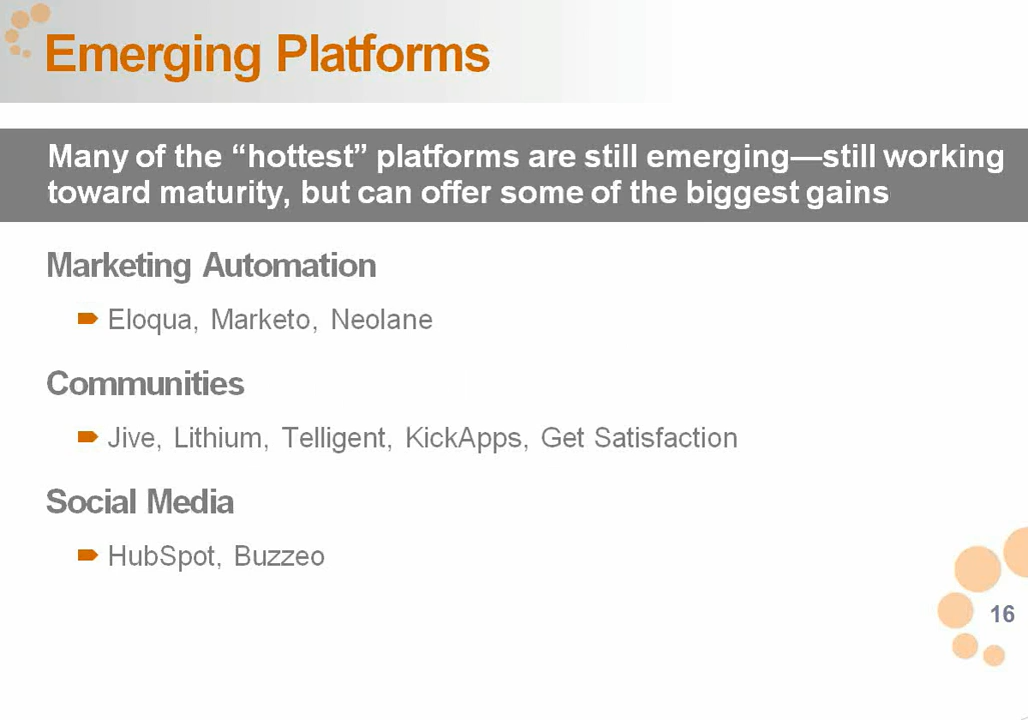 Emerging Platforms
Many of the “hottest” platforms are still emerging—still working
toward maturity, but can offer some of the biggest gains
Marketing Automation
Eloqua, Marketo, Neolane
Communities
Jive, Lithium, Telligent, KickApps, Get Satisfaction
Social Media
HubSpot, Buzzeo
16